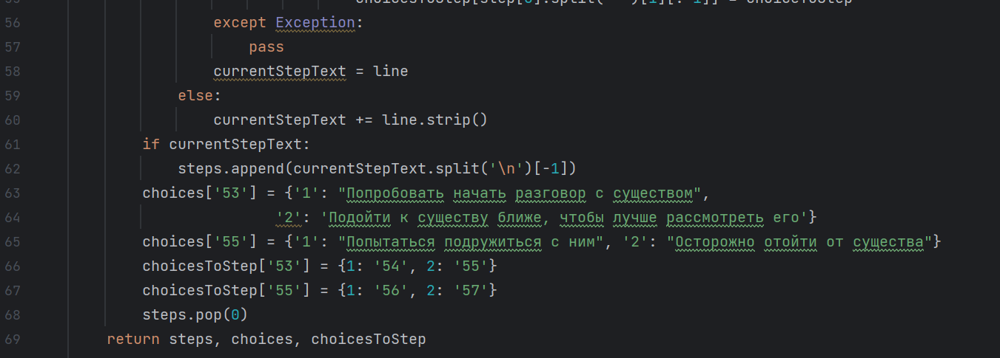 56 except Exception:
57 pass
58 currentStepText = line
59 else:
60 currentStepText += line.strip()
61 if currentStepText:
62 steps.append(currentStepText.split('\n')[-1])
63 choices['53'] = {'1': "Попробовать начать разговор с существом",
64 '2': 'Подойти к существу ближе, чтобы лучше рассмотреть его'}
65 choices['55'] = {'1': "Попытаться подружиться с ним", '2': "Осторожно отойти от существа"}
66 choicesToStep['53'] = {1: '54', 2: '55'}
67 choicesToStep['55'] = {1: '56', 2: '57'}
68 steps.pop(0)
69 return steps, choices, choicesToStep